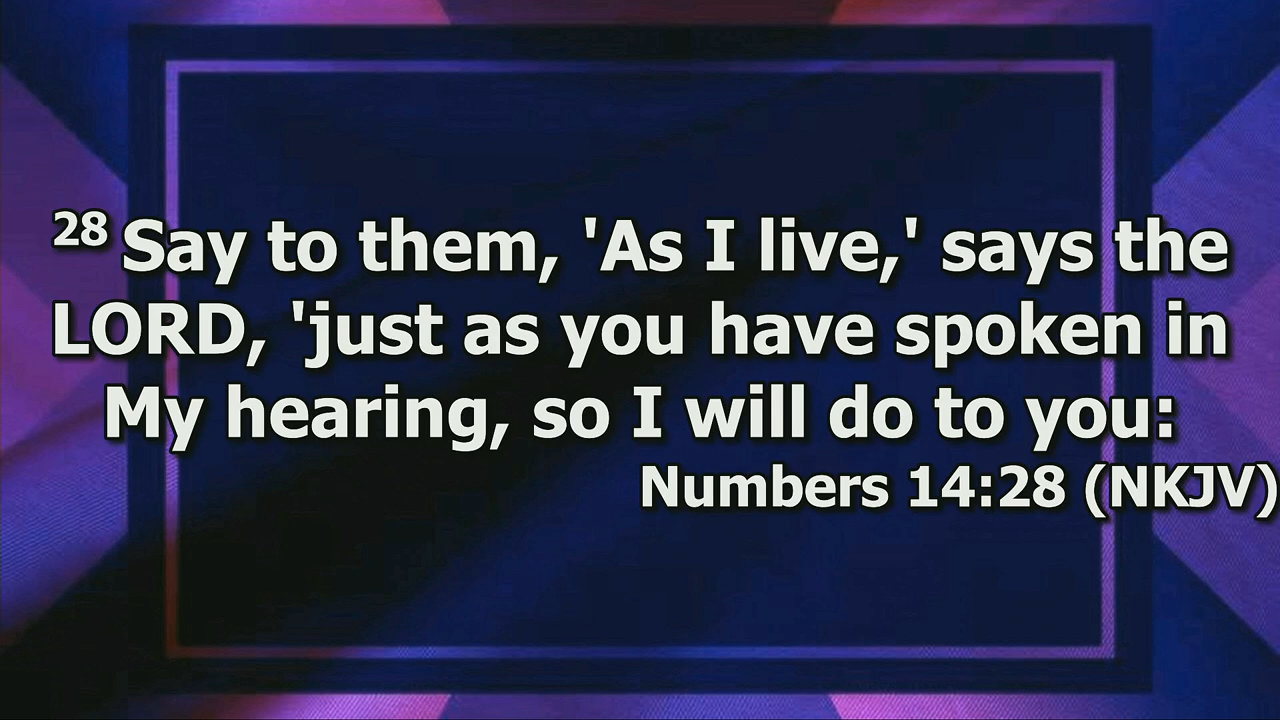 28 Say to them, 'As I live,' says the
LORD, 'just as you have spoken in
My hearing, so I will do to you:
Numbers 14:28 (NKJV)